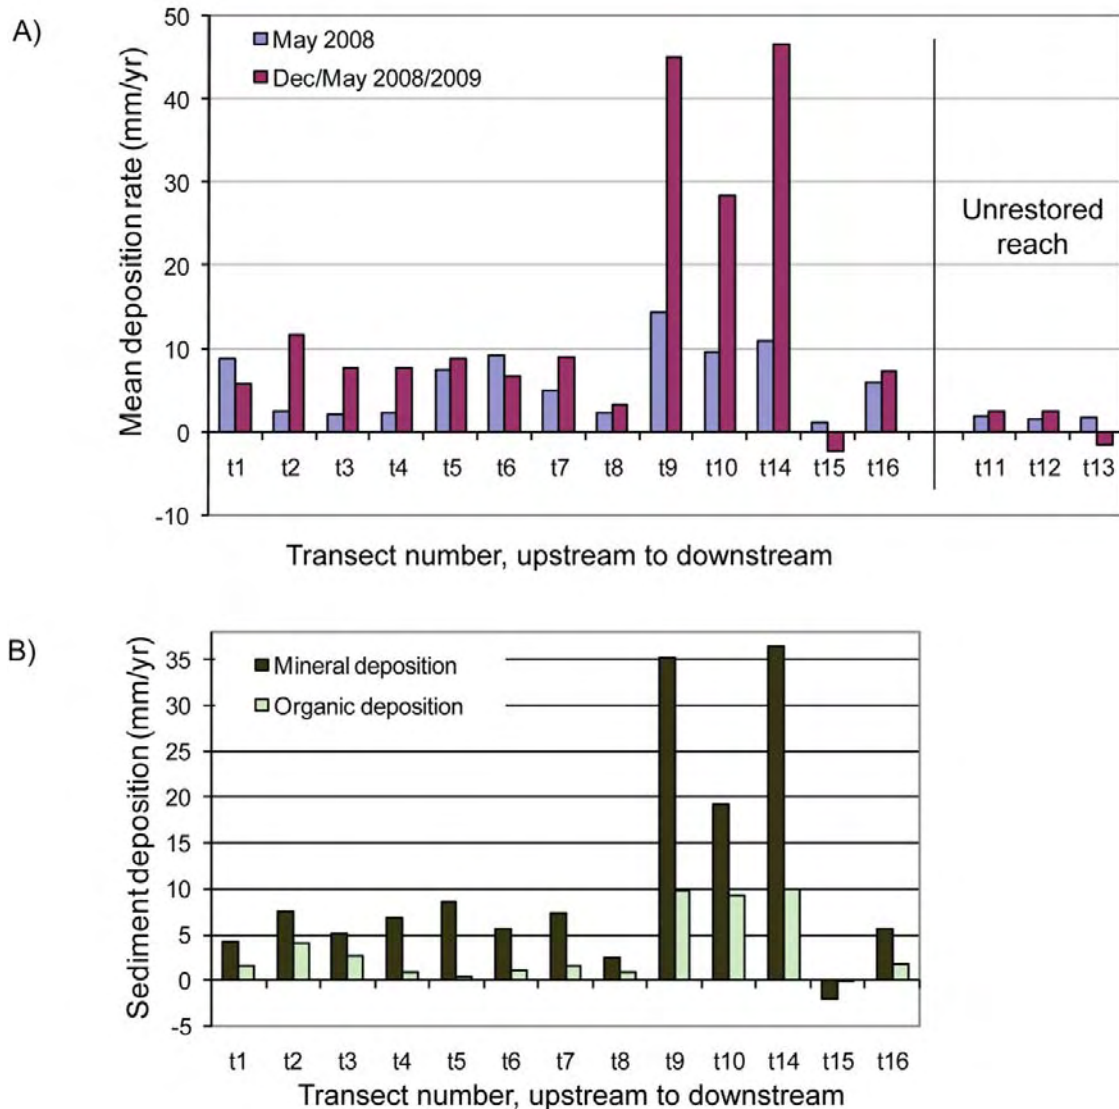 A)
Mean deposition rate (mm/yr)
50
40
30
20
10
0
-10
May 2008
Dec/May 2008/2009
Unrestored
reach
t1 t2 t3 t4 t5 t6 t7 t8 t9 t10 t14 t15 t16 t11 t12 t13
Transect number, upstream to downstream
B)
Sediment deposition (mm/yr)
35
30
25
20
15
10
5
0
-5
Mineral deposition
Organic deposition
t1 t2 t3 t4 t5 t6 t7 t8 t9 t10 t14 t15 t16
Transect number, upstream to downstream